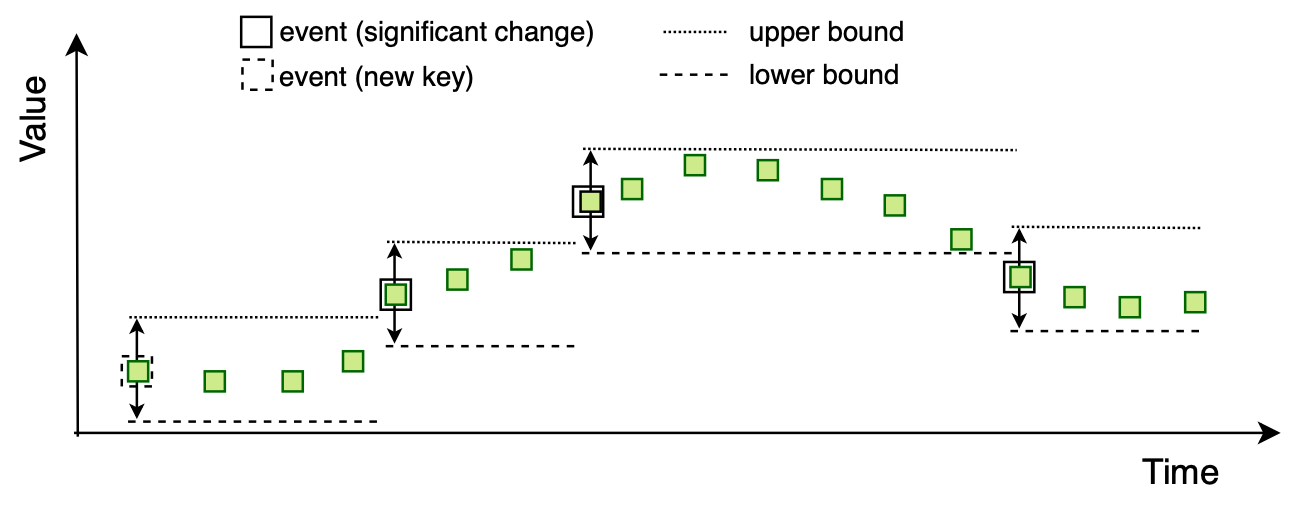 event (significant change)
upper bound
event (new key)
lower bound
Value
Time